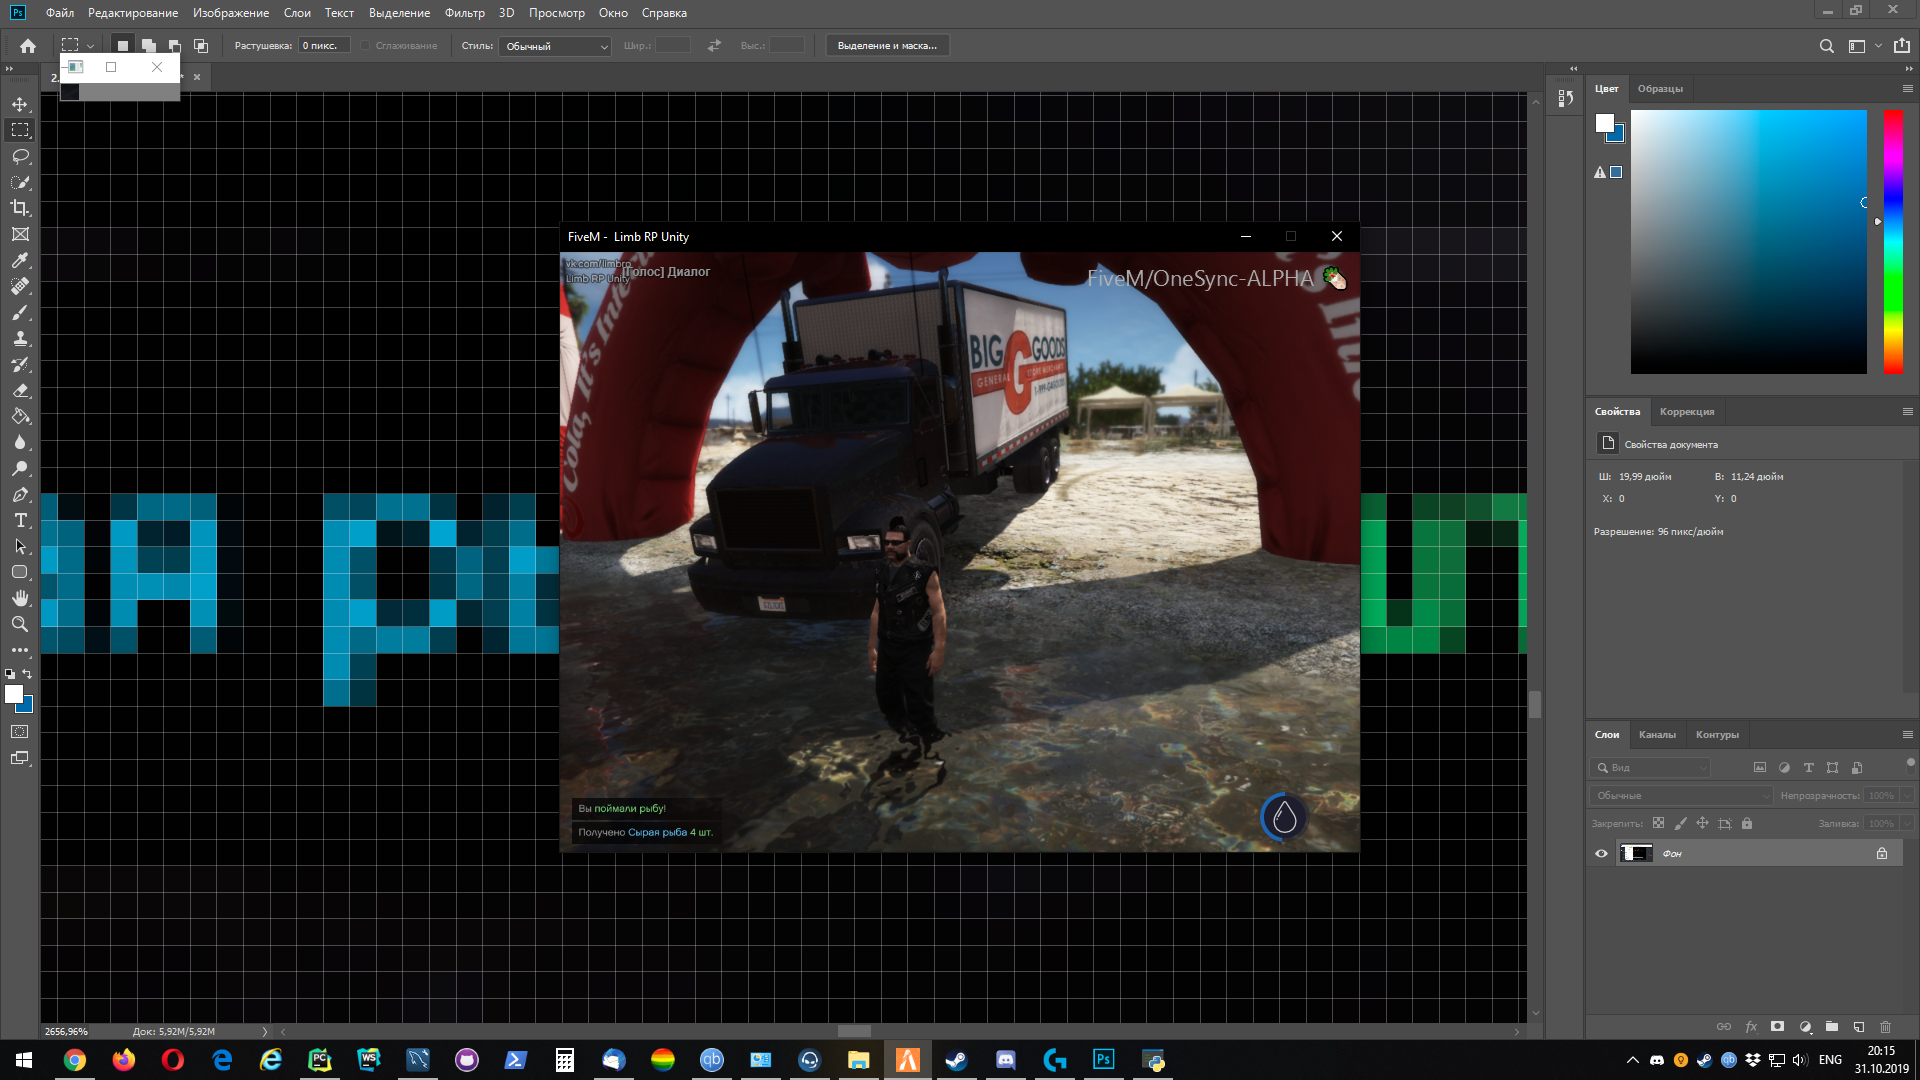 Файл Редактирование Изображение Слои Текст Выделение Фильтр 3D Просмотр Окно Справка
Растушевка: 0 пикс. Сглаживание Стиль: Обычный Шир.: Выс.: Выделение и маска...
2.
Цвет Образцы
FiveM - Limb RP Unity
vk.com/limbrp
Limb RP Unity
[Голос] Диалог
FiveM/OneSync-ALPHA
BIG G GOODS
GENERAL
Cola, It's
Свойства Коррекция
Свойства документа
Ш: 19,99 дюйм В: 11,24 дюйм
X: 0 Y: 0
Разрешение: 96 пикс/дюйм
Слои Каналы Контуры
Вид
Обычные Непрозрачность: 100%
Закрепить: Заливка: 100%
Фон
Вы поймали рыбу!
Получено Сырая рыба 4 шт.
2656,96% Док: 5,92M/5,92M
ENG
20:15
31.10.2019